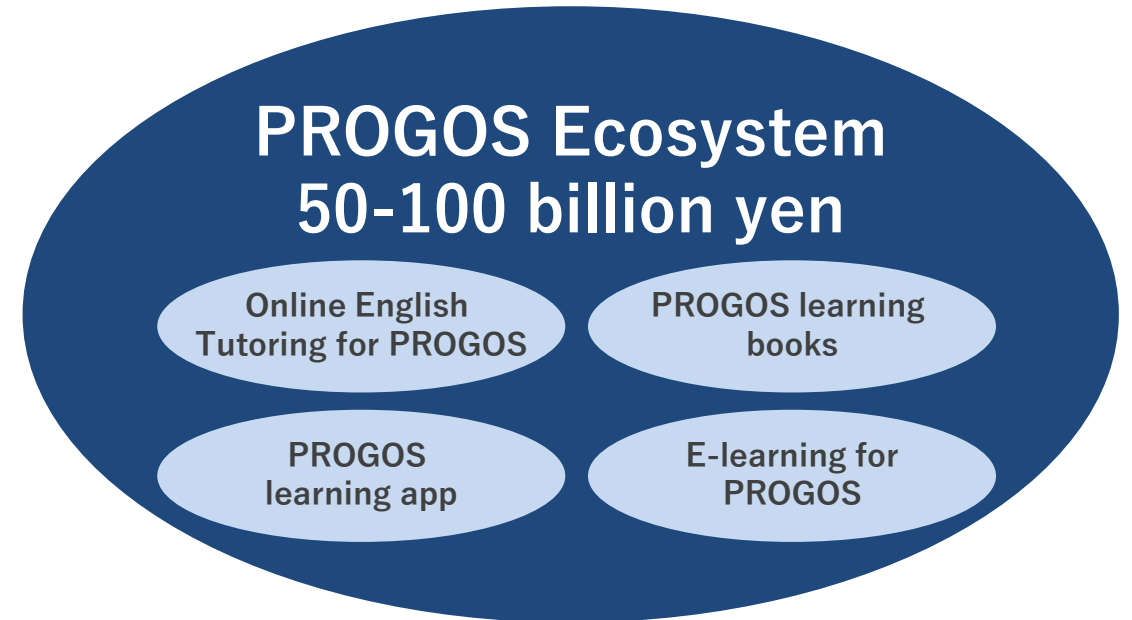 PROGOS Ecosystem
50-100 billion yen
Online English
Tutoring for PROGOS
PROGOS learning
books
PROGOS
learning app
E-learning for
PROGOS